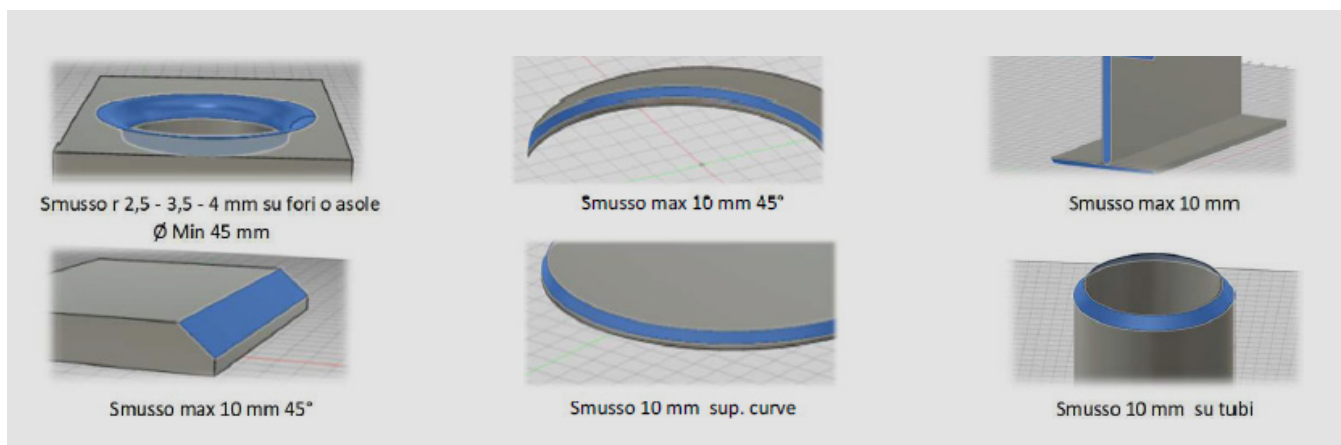 Smusso r 2,5 - 3,5 - 4 mm su fori o asole
Ø Min 45 mm
Smusso max 10 mm 45°
Smusso max 10 mm
Smusso max 10 mm 45°
Smusso 10 mm sup. curve
Smusso 10 mm su tubi